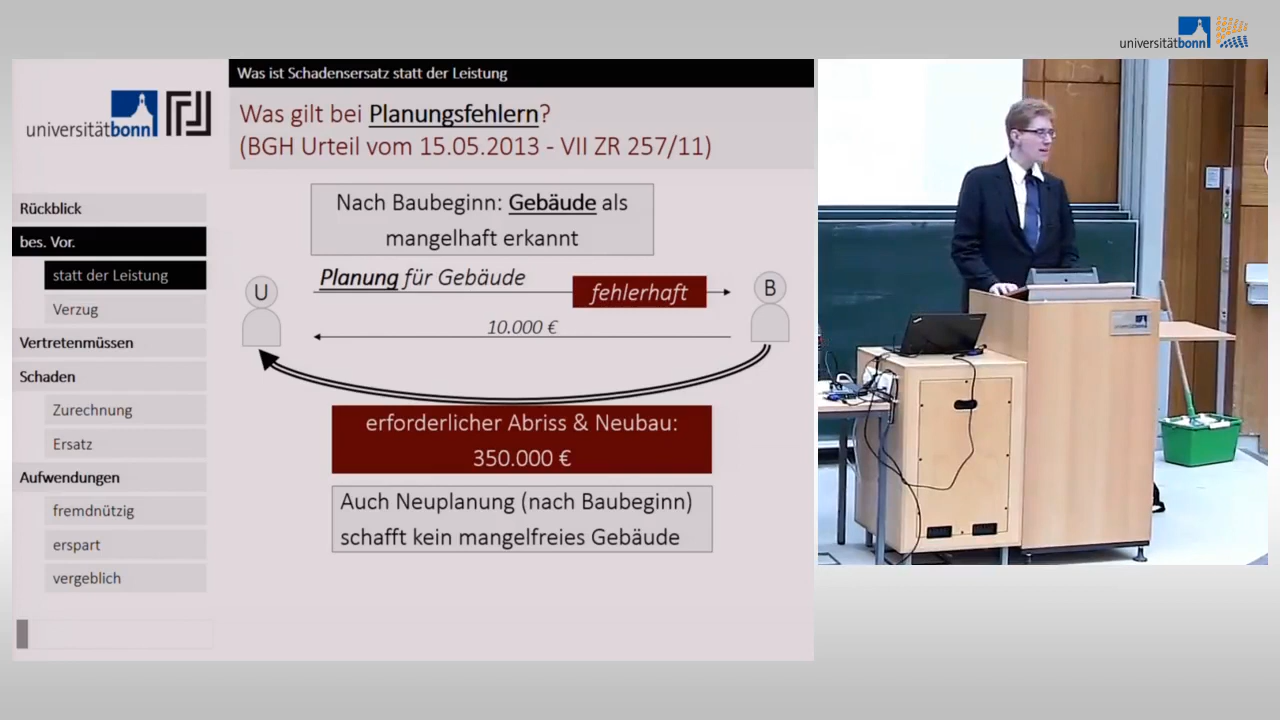 universitätbonn
Was ist Schadensersatz statt der Leistung
universitätbonn
Was gilt bei Planungsfehlern?
(BGH Urteil vom 15.05.2013 - VII ZR 257/11)
Rückblick
bes. Vor.
statt der Leistung
Verzug
Vertretenmüssen
Schaden
Zurechnung
Ersatz
Aufwendungen
fremdnützig
erspart
vergeblich
Nach Baubeginn: Gebäude als
mangelhaft erkannt
U
Planung für Gebäude
fehlerhaft
B
10.000 €
erforderlicher Abriss & Neubau:
350.000 €
Auch Neuplanung (nach Baubeginn)
schafft kein mangelfreies Gebäude
universitätbonn